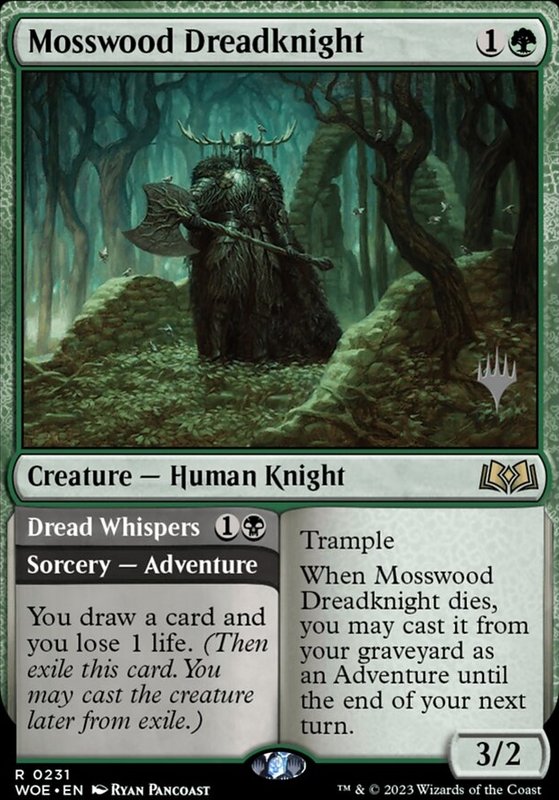 Mosswood Dreadknight 1
Creature — Human Knight
Dread Whispers 1
Sorcery — Adventure
You draw a card and
you lose 1 life. (Then
exile this card. You
may cast the creature
later from exile.)
Trample
When Mosswood
Dreadknight dies,
you may cast it from
your graveyard as
an Adventure until
the end of your next
turn.
3/2
R 0231
WOE • EN Ryan Pancoast
™ & © 2023 Wizards of the Coast